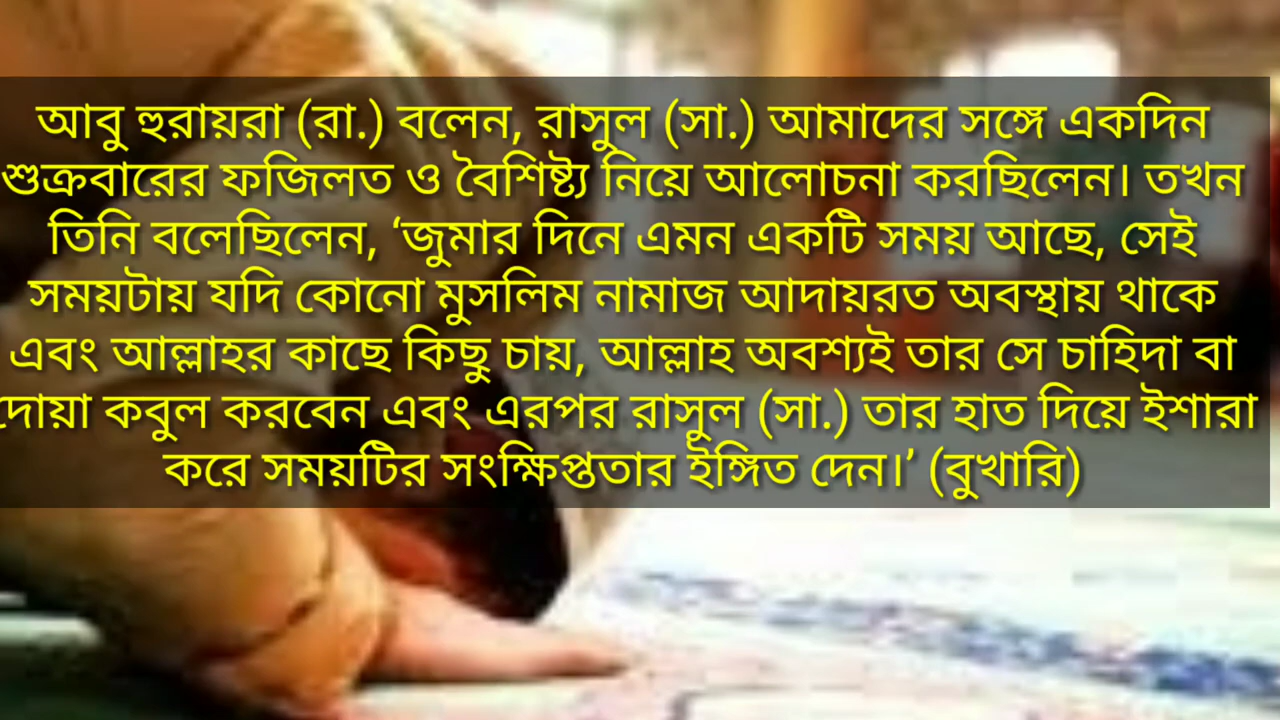 আবু হুরায়রা (রা.) বলেন, রাসুল (সা.) আমাদের সঙ্গে একদিন
শুক্রবারের ফজিলত ও বৈশিষ্ট্য নিয়ে আলোচনা করছিলেন। তখন
তিনি বলেছিলেন, ‘জুমার দিনে এমন একটি সময় আছে, সেই
সময়টায় যদি কোনো মুসলিম নামাজ আদায়রত অবস্থায় থাকে
এবং আল্লাহর কাছে কিছু চায়, আল্লাহ অবশ্যই তার সে চাহিদা বা
দোয়া কবুল করবেন এবং এরপর রাসুল (সা.) তার হাত দিয়ে ইশারা
করে সময়টির সংক্ষিপ্ততার ইঙ্গিত দেন।’ (বুখারি)